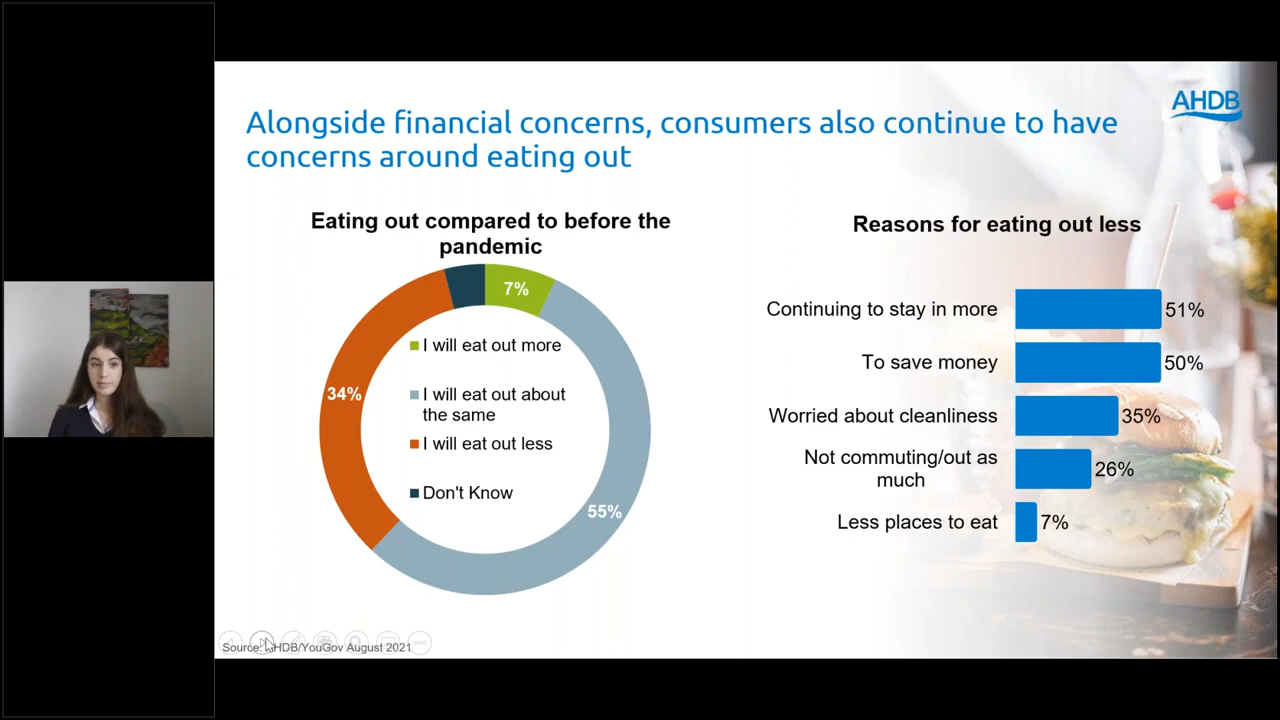 AHDB
Alongside financial concerns, consumers also continue to have
concerns around eating out
Eating out compared to before the
pandemic
7%
I will eat out more
I will eat out about
the same
I will eat out less
Don't Know
34%
55%
Reasons for eating out less
Continuing to stay in more 51%
To save money 50%
Worried about cleanliness 35%
Not commuting/out as
much 26%
Less places to eat 7%
Source: AHDB/YouGov August 2021